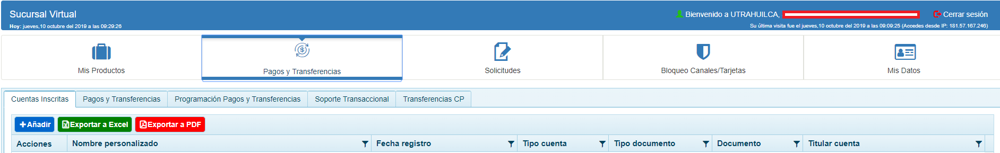 Sucursal Virtual
Bienvenido a UTRAHUILCA,
Cerrar sesión
Hoy: jueves,10 octubre del 2019 a las 09:29:26
Su última visita fue el jueves,10 octubre del 2019 a las 09:09:25 (Accedes desde IP: 181.57.167.246)
Mis Productos
Pagos y Transferencias
Solicitudes
Bloqueo Canales/Tarjetas
Mis Datos
Cuentas Inscritas
Pagos y Transferencias
Programación Pagos y Transferencias
Soporte Transaccional
Transferencias CP
+Añadir
Exportar a Excel
Exportar a PDF
Acciones
Nombre personalizado
Fecha registro
Tipo cuenta
Tipo documento
Documento
Titular cuenta